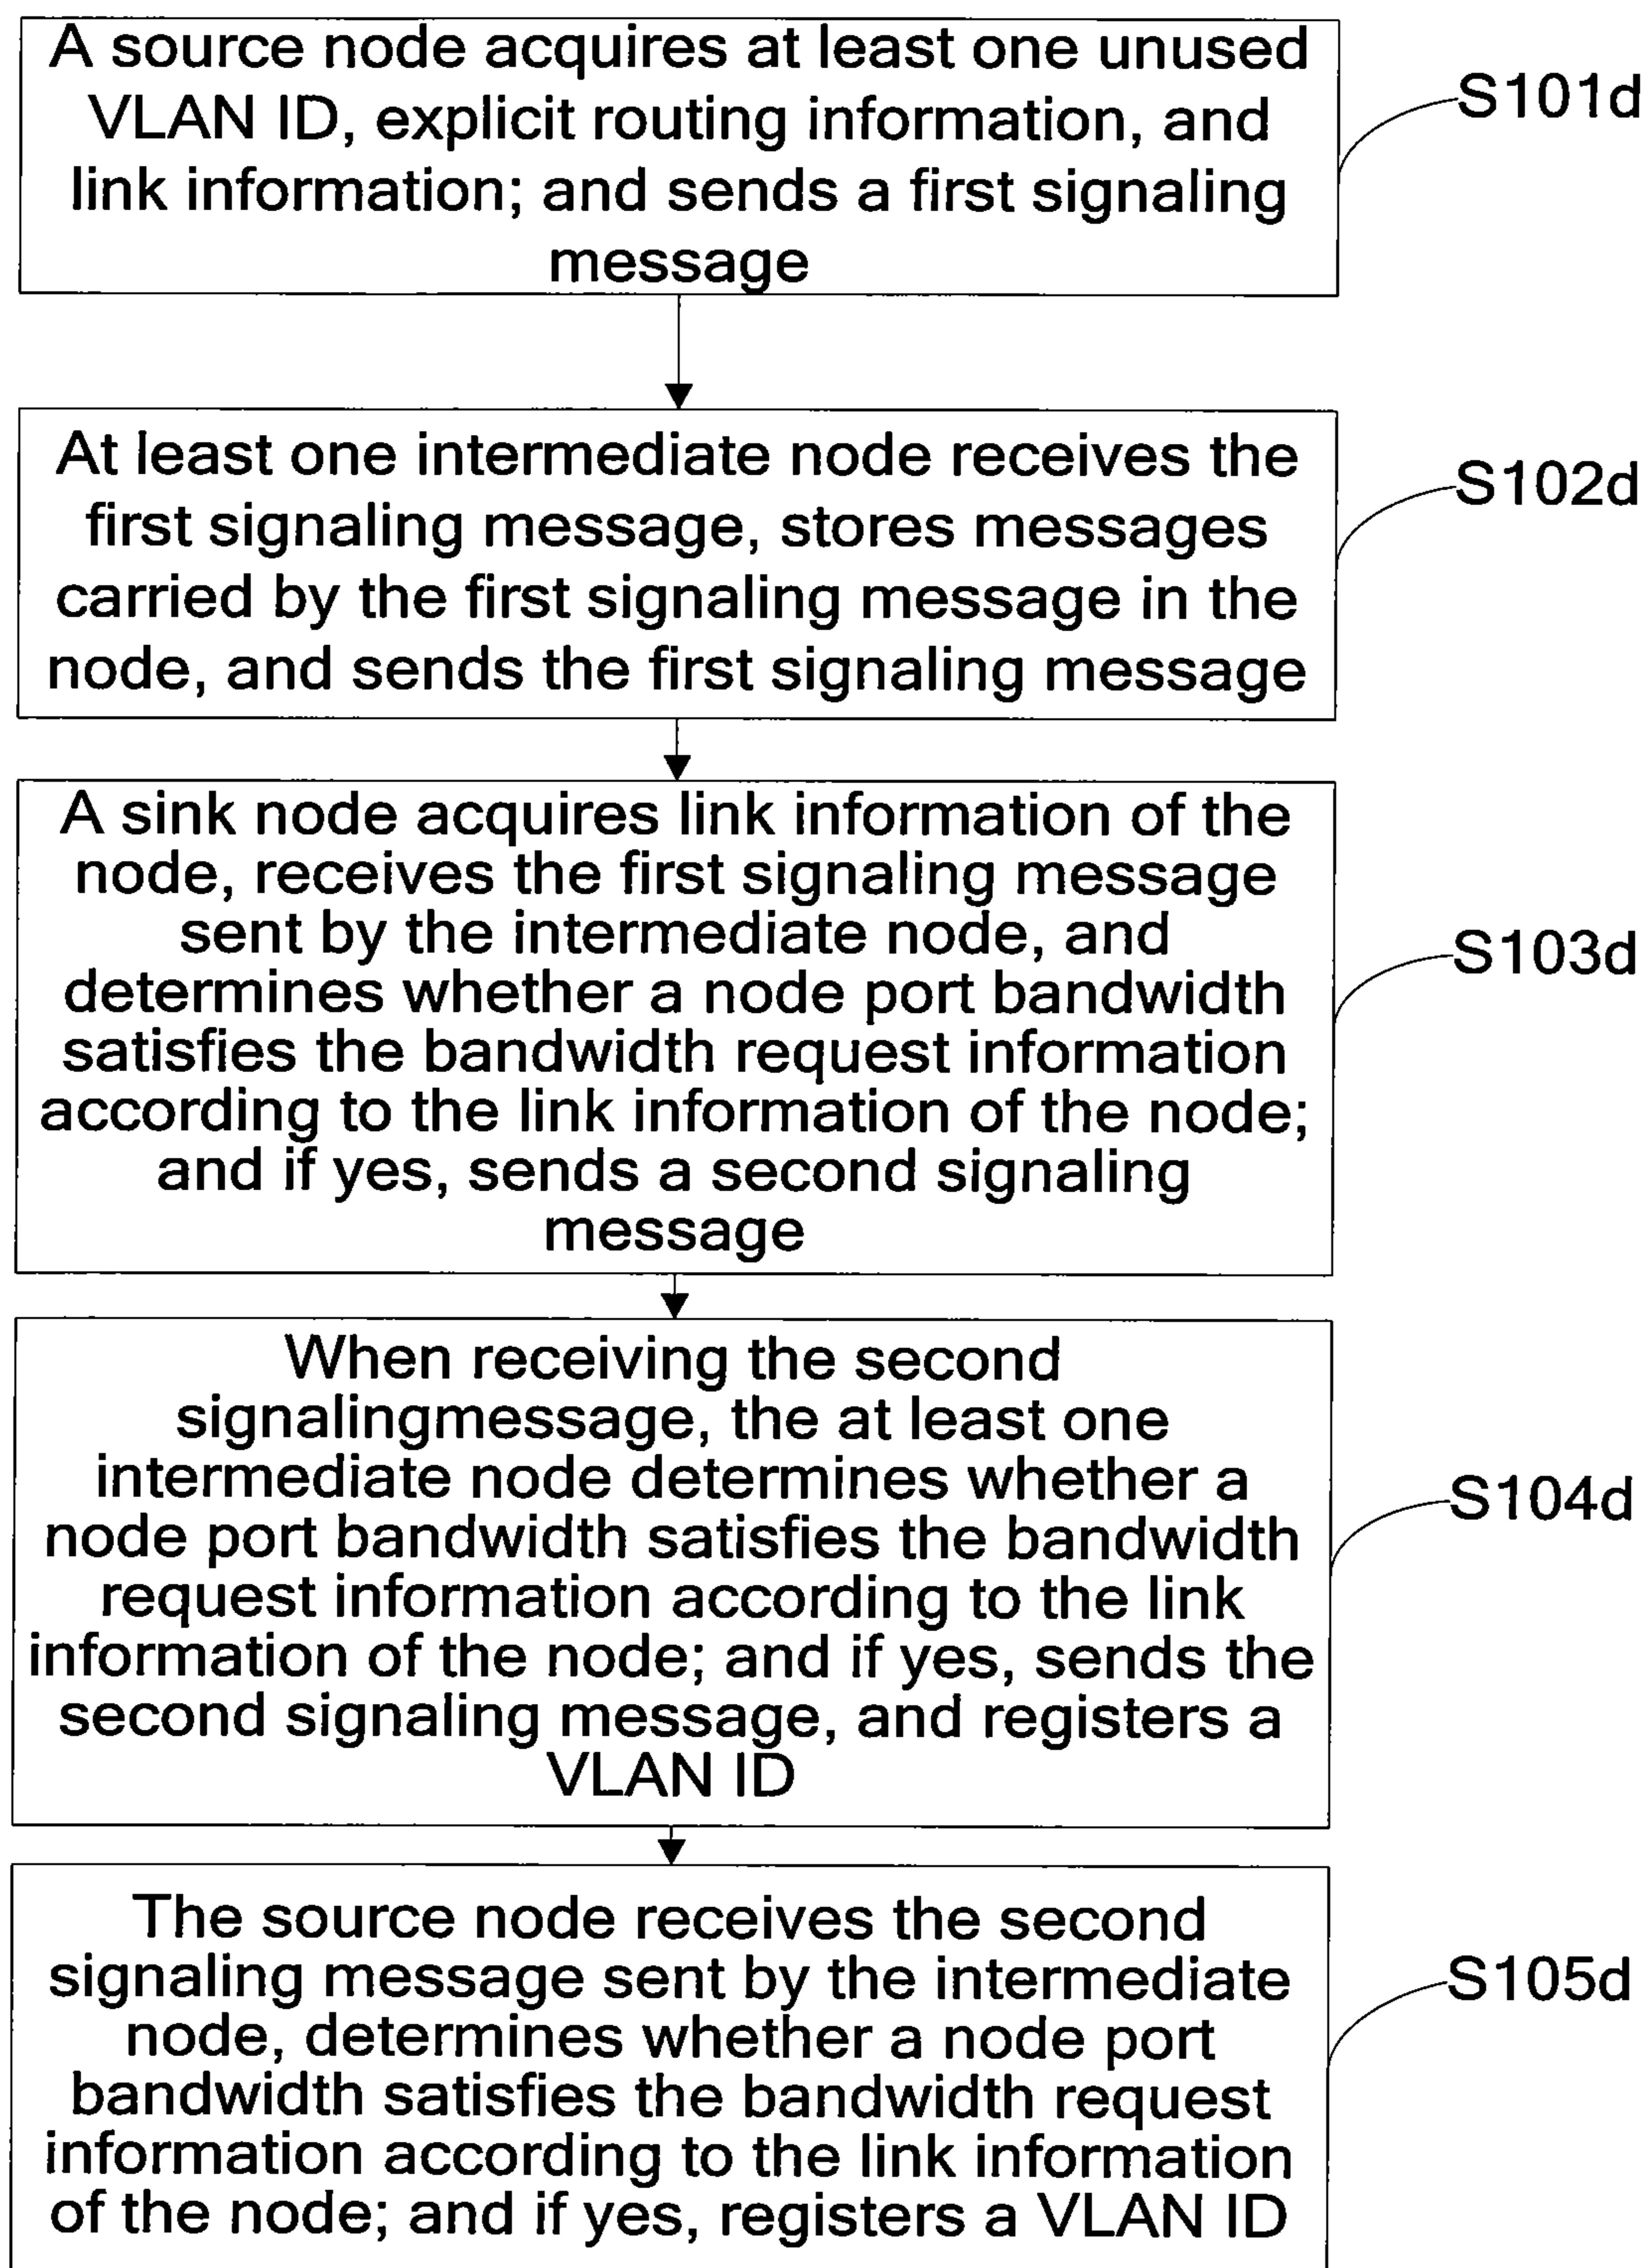 A source node acquires at least one unused
VLAN ID, explicit routing information, and
link information; and sends a first signaling
message
S101d
At least one intermediate node receives the
first signaling message, stores messages
carried by the first signaling message in the
node, and sends the first signaling message
S102d
A sink node acquires link information of the
node, receives the first signaling message
sent by the intermediate node, and
determines whether a node port bandwidth
satisfies the bandwidth request information
according to the link information of the node;
and if yes, sends a second signaling
message
S103d
When receiving the second
signalingmessage, the at least one
intermediate node determines whether a
node port bandwidth satisfies the bandwidth
request information according to the link
information of the node; and if yes, sends the
second signaling message, and registers a
VLAN ID
S104d
The source node receives the second
signaling message sent by the intermediate
node, determines whether a node port
bandwidth satisfies the bandwidth request
information according to the link information
of the node; and if yes, registers a VLAN ID
S105d